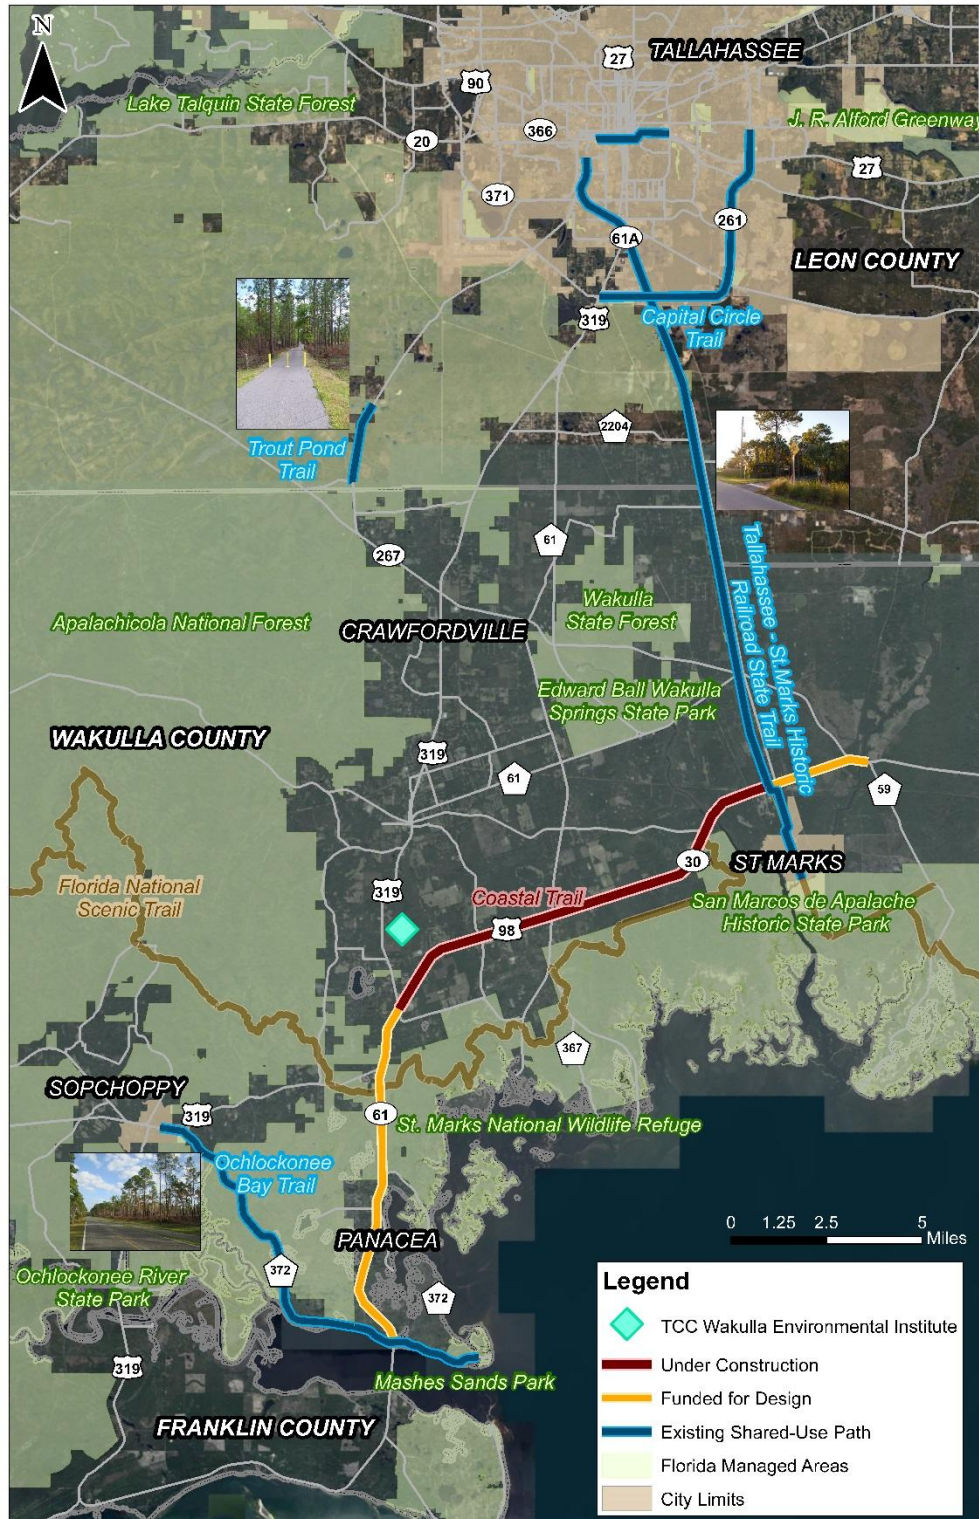 N
TALLAHASSEE
27
90
Lake Talquin State Forest
J. R. Alford Greenway
366
20
27
371
261
61A
LEON COUNTY
319
Capital Circle
Trail
2204
Trout Pond
Trail
61
267
Tallahassee - St.Marks Historic
Railroad State Trail
Wakulla
State Forest
Apalachicola National Forest
CRAWFORDVILLE
Edward Ball Wakulla
Springs State Park
WAKULLA COUNTY
319
61
59
30
ST MARKS
Florida National
Scenic Trail
319
Coastal Trail
98
San Marcos de Apalache
Historic State Park
367
SOPCHOPPY
319
61
St. Marks National Wildlife Refuge
Ochlockonee
Bay Trail
0 1.25 2.5 5
Miles
PANACEA
372
372
Ochlockonee River
State Park
319
Mashes Sands Park
FRANKLIN COUNTY
Legend
TCC Wakulla Environmental Institute
Under Construction
Funded for Design
Existing Shared-Use Path
Florida Managed Areas
City Limits